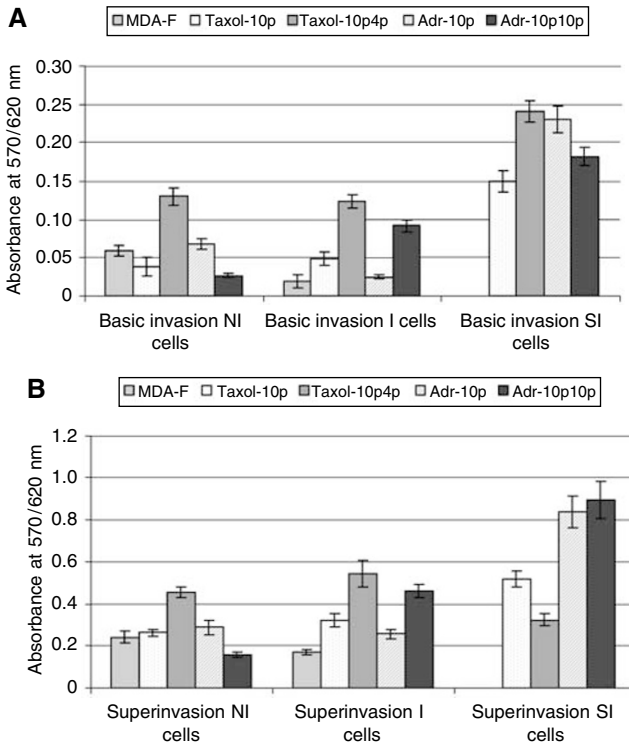 A
MDA-F Taxol-10p Taxol-10p4p Adr-10p Adr-10p10p
Absorbance at 570/620 nm
0.30
0.25
0.20
0.15
0.10
0.05
0
Basic invasion NI cells
Basic invasion I cells
Basic invasion SI cells
B
MDA-F Taxol-10p Taxol-10p4p Adr-10p Adr-10p10p
Absorbance at 570/620 nm
1.2
1.0
0.8
0.6
0.4
0.2
0
Superinvasion NI cells
Superinvasion I cells
Superinvasion SI cells